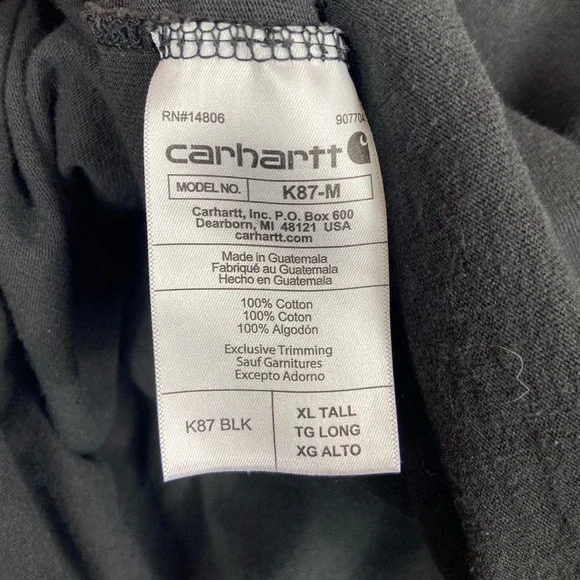 RN#14806 907704
carhartt
MODEL NO. K87-M
Carhartt, Inc. P.O. Box 600
Dearborn, MI 48121 USA
carhartt.com
Made in Guatemala
Fabriqué au Guatemala
Hecho en Guatemala
100% Cotton
100% Coton
100% Algodón
Exclusive Trimming
Sauf Garnitures
Excepto Adorno
K87 BLK
XL TALL
TG LONG
XG ALTO